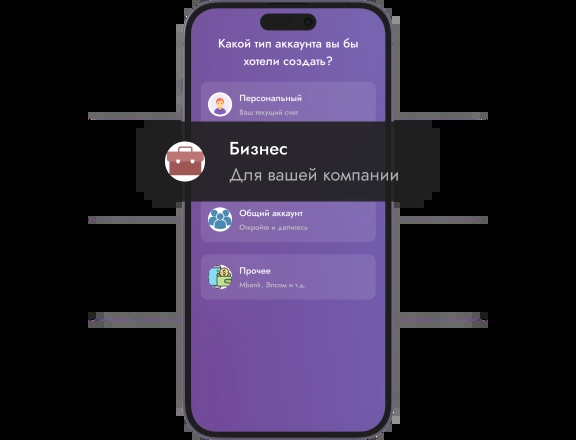 Какой тип аккаунта вы бы
хотели создать?
Персональный
Ваш текущий счет
Бизнес
Для вашей компании
Общий аккаунт
Откройте и делитесь
Прочее
Mbank, Элсом и т.д.